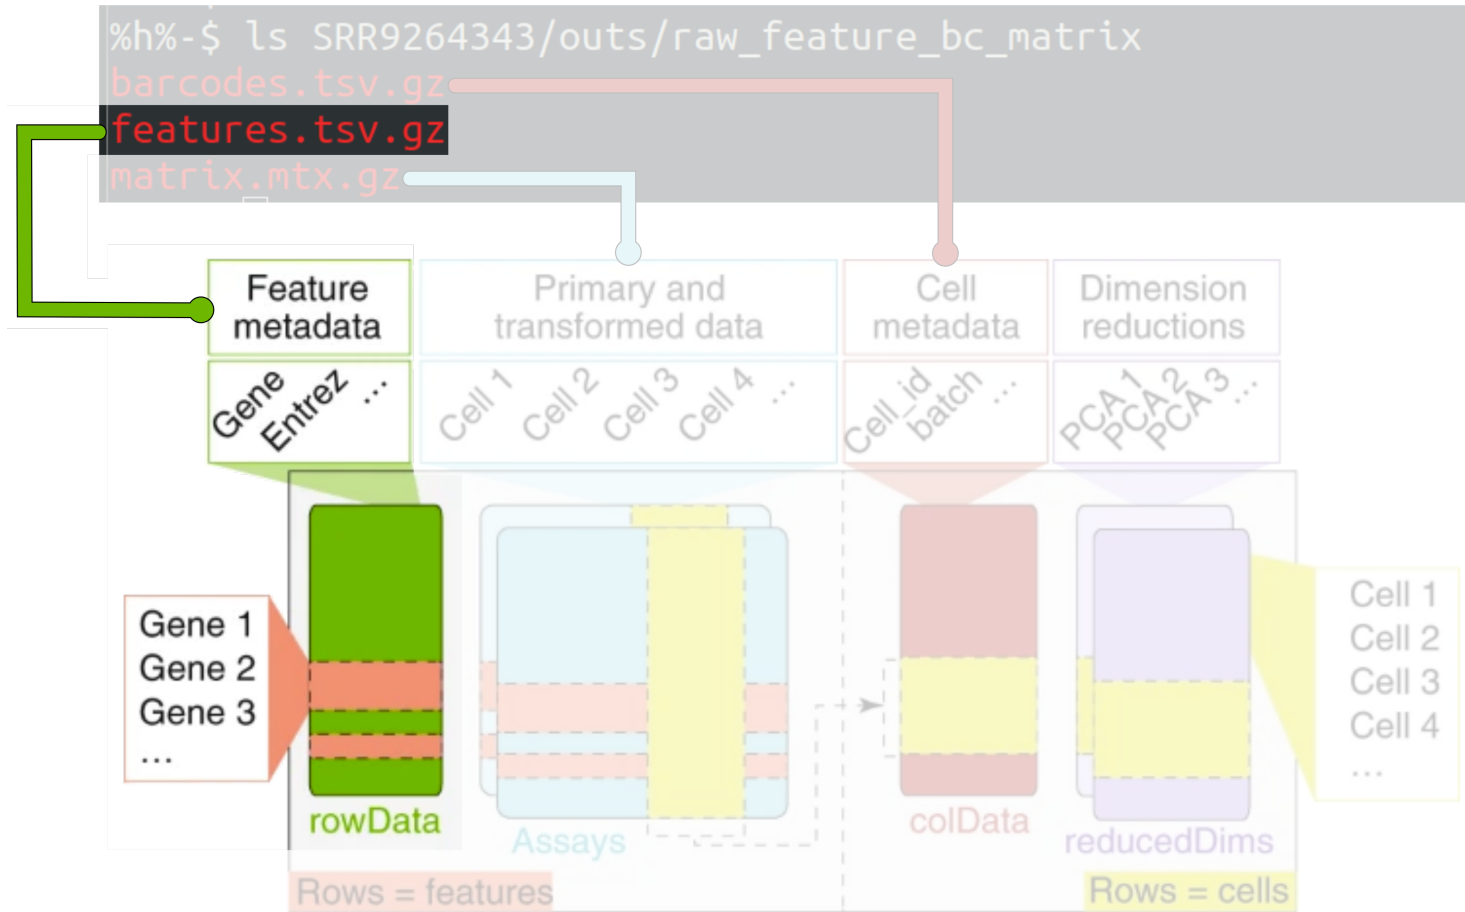 %h%-$ ls SRR9264343/outs/raw_feature_bc_matrix
barcodes.tsv.gz
features.tsv.gz
matrix.mtx.gz
Feature
metadata
Primary and
transformed data
Cell
metadata
Dimension
reductions
Gene
Entrez
...
Cell 1
Cell 2
Cell 3
Cell 4
...
Cell_id
batch
...
PCA 1
PCA 2
PCA 3
...
Gene 1
Gene 2
Gene 3
...
Cell 1
Cell 2
Cell 3
Cell 4
...
rowData
Assays
colData
reducedDims
Rows = features
Rows = cells